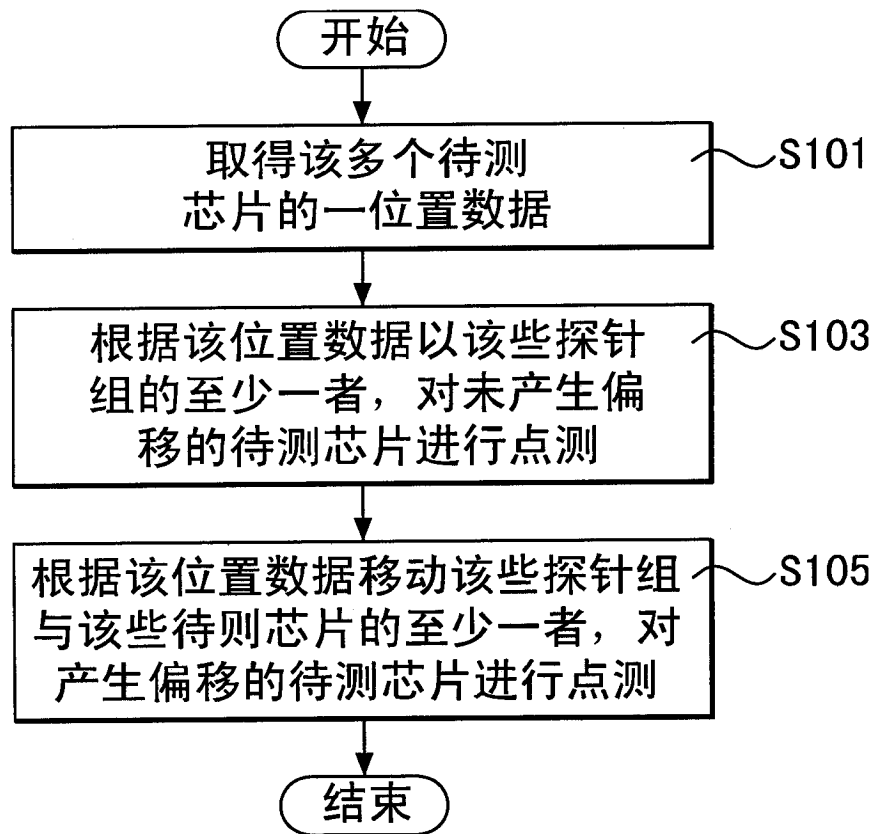 开始
取得该多个待测
芯片的一位置数据
S101
根据该位置数据以该些探针
组的至少一者，对未产生偏
移的待测芯片进行点测
S103
根据该位置数据移动该些探针组
与该些待则芯片的至少一者，对
产生偏移的待测芯片进行点测
S105
结束